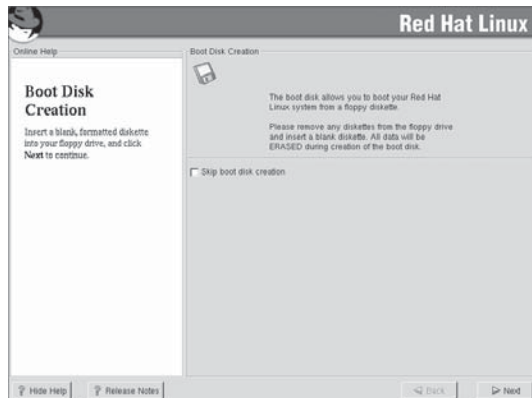 Red Hat Linux
Online Help
Boot Disk
Creation
Insert a blank, formatted diskette
into your floppy drive, and click
Next to continue.
Boot Disk Creation
The boot disk allows you to boot your Red Hat
Linux system from a floppy diskette.
Please remove any diskettes from the floppy drive
and insert a blank diskette. All data will be
ERASED during creation of the boot disk.
Skip boot disk creation
? Hide Help
? Release Notes
Back
Next